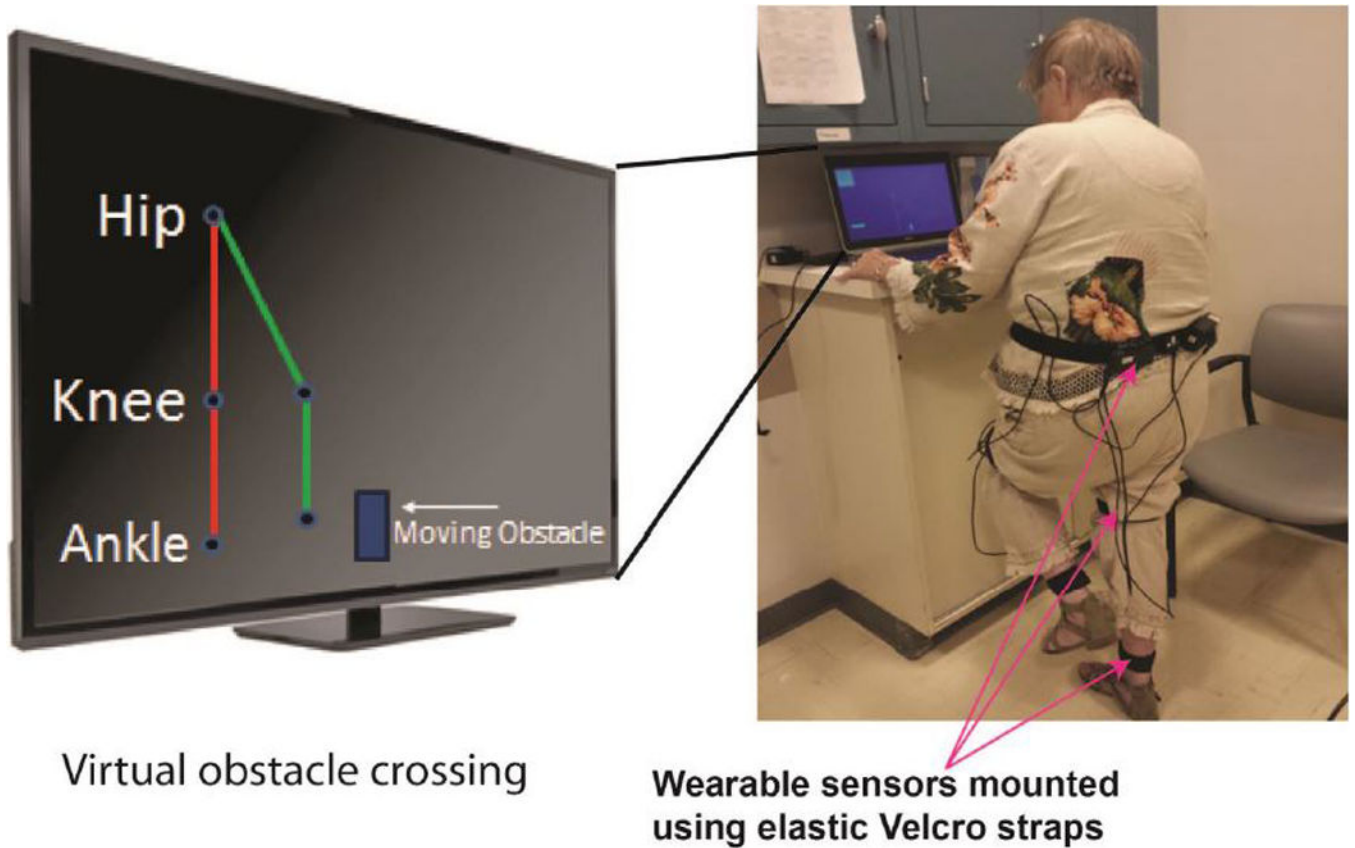 Hip
Knee
Ankle
Moving Obstacle
Virtual obstacle crossing
Wearable sensors mounted
using elastic Velcro straps